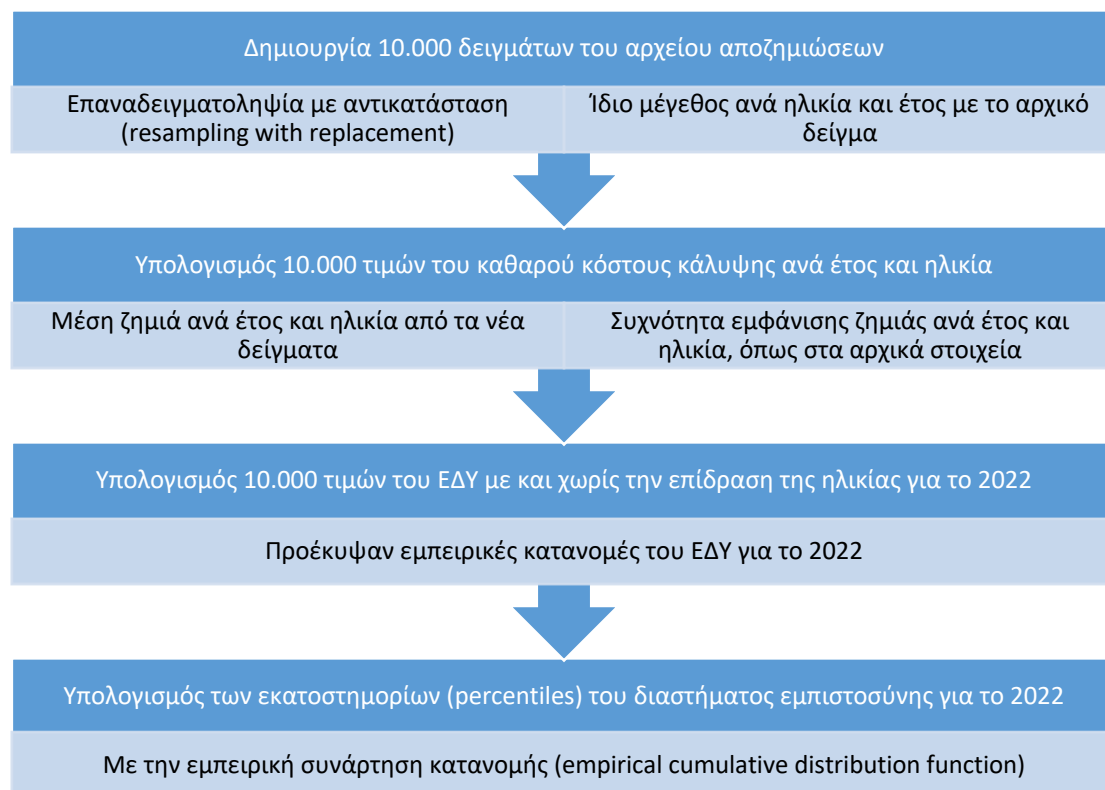 Δημιουργία 10.000 δειγμάτων του αρχείου αποζημιώσεων
Επαναδειγματοληψία με αντικατάσταση
(resampling with replacement)
Ίδιο μέγεθος ανά ηλικία και έτος με το αρχικό
δείγμα
Υπολογισμός 10.000 τιμών του καθαρού κόστους κάλυψης ανά έτος και ηλικία
Μέση ζημιά ανά έτος και ηλικία από τα νέα
δείγματα
Συχνότητα εμφάνισης ζημιάς ανά έτος και
ηλικία, όπως στα αρχικά στοιχεία
Υπολογισμός 10.000 τιμών του ΕΔΥ με και χωρίς την επίδραση της ηλικίας για το 2022
Προέκυψαν εμπειρικές κατανομές του ΕΔΥ για το 2022
Υπολογισμός των εκατοστημορίων (percentiles) του διαστήματος εμπιστοσύνης για το 2022
Με την εμπειρική συνάρτηση κατανομής (empirical cumulative distribution function)